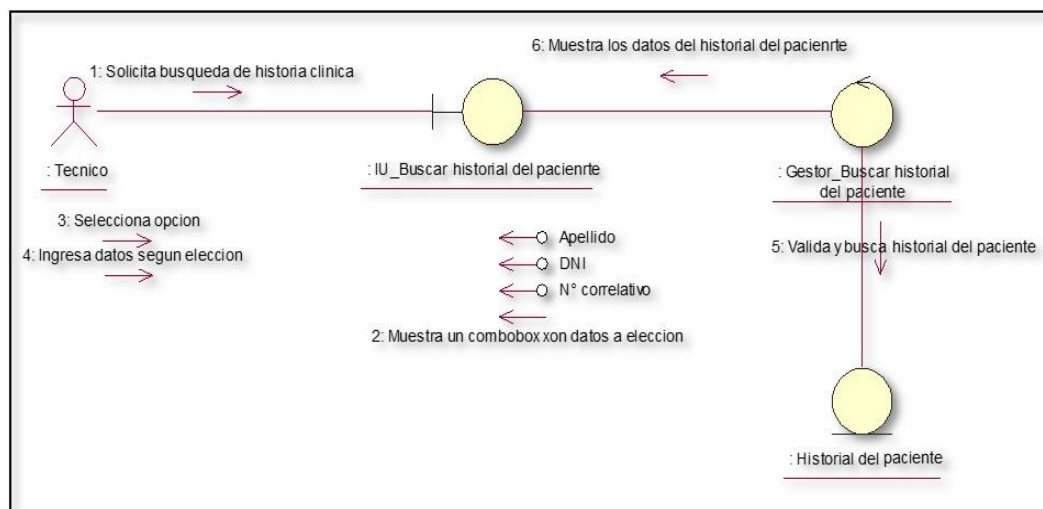 6: Muestra los datos del historial del pacienrte
1: Solicita busqueda de historia clinica
: Tecnico
: IU_Buscar historial del pacienrte
: Gestor_Buscar historial
del paciente
3: Selecciona opcion
4: Ingresa datos segun eleccion
Apellido
DNI
N° correlativo
2: Muestra un combobox xon datos a eleccion
5: Valida y busca historial del paciente
: Historial del paciente